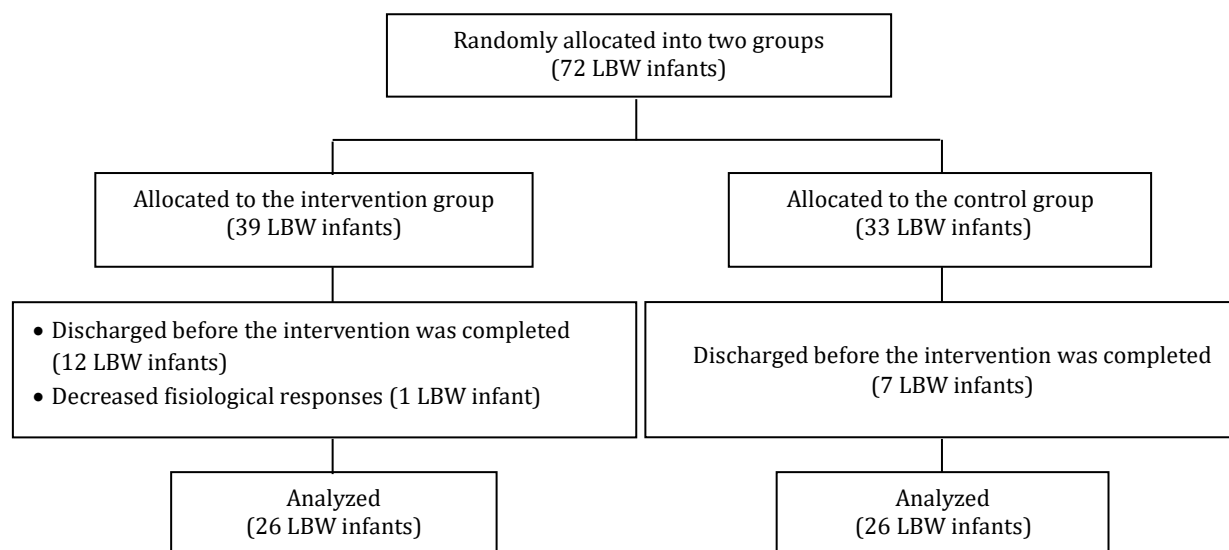 Randomly allocated into two groups
(72 LBW infants)
Allocated to the intervention group
(39 LBW infants)
Allocated to the control group
(33 LBW infants)
• Discharged before the intervention was completed
(12 LBW infants)
• Decreased fisiological responses (1 LBW infant)
Discharged before the intervention was completed
(7 LBW infants)
Analyzed
(26 LBW infants)
Analyzed
(26 LBW infants)